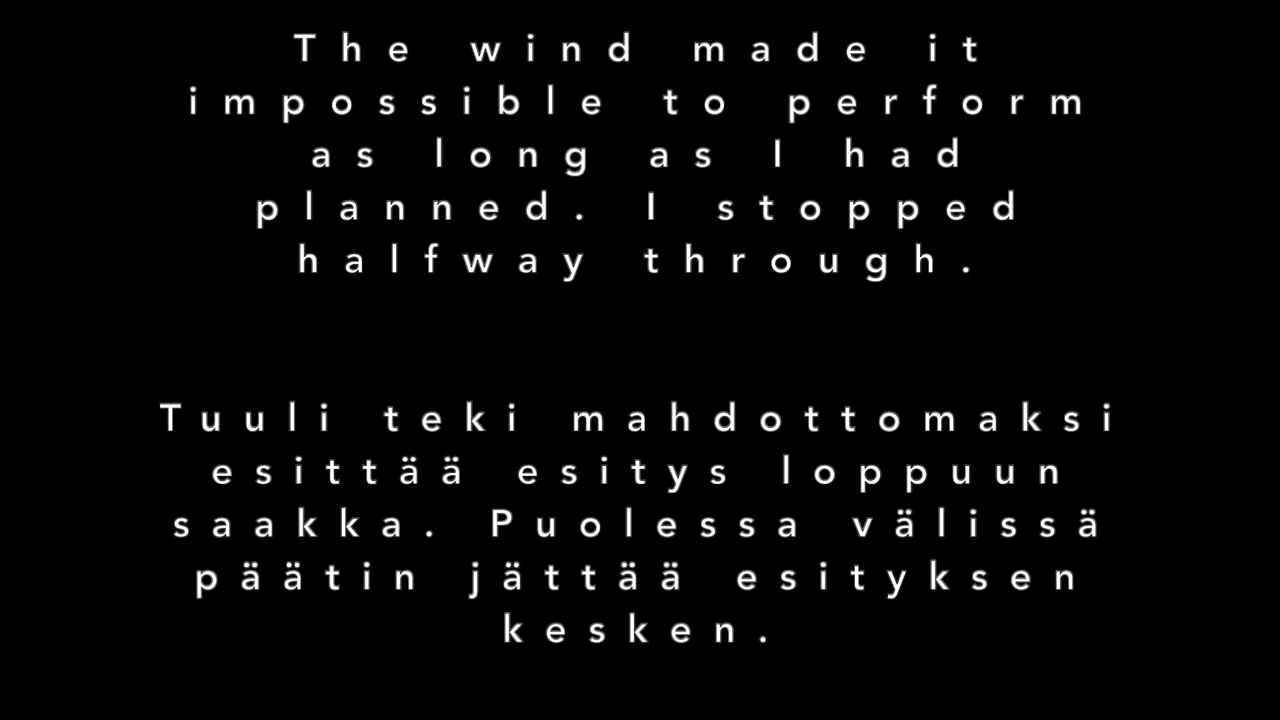 The wind made it
impossible to perform
as long as I had
planned. I stopped
halfway through.
Tuuli teki mahdottomaksi
esittää esitys loppuun
saakka. Puolessa välissä
päätin jättää esityksen
kesken.